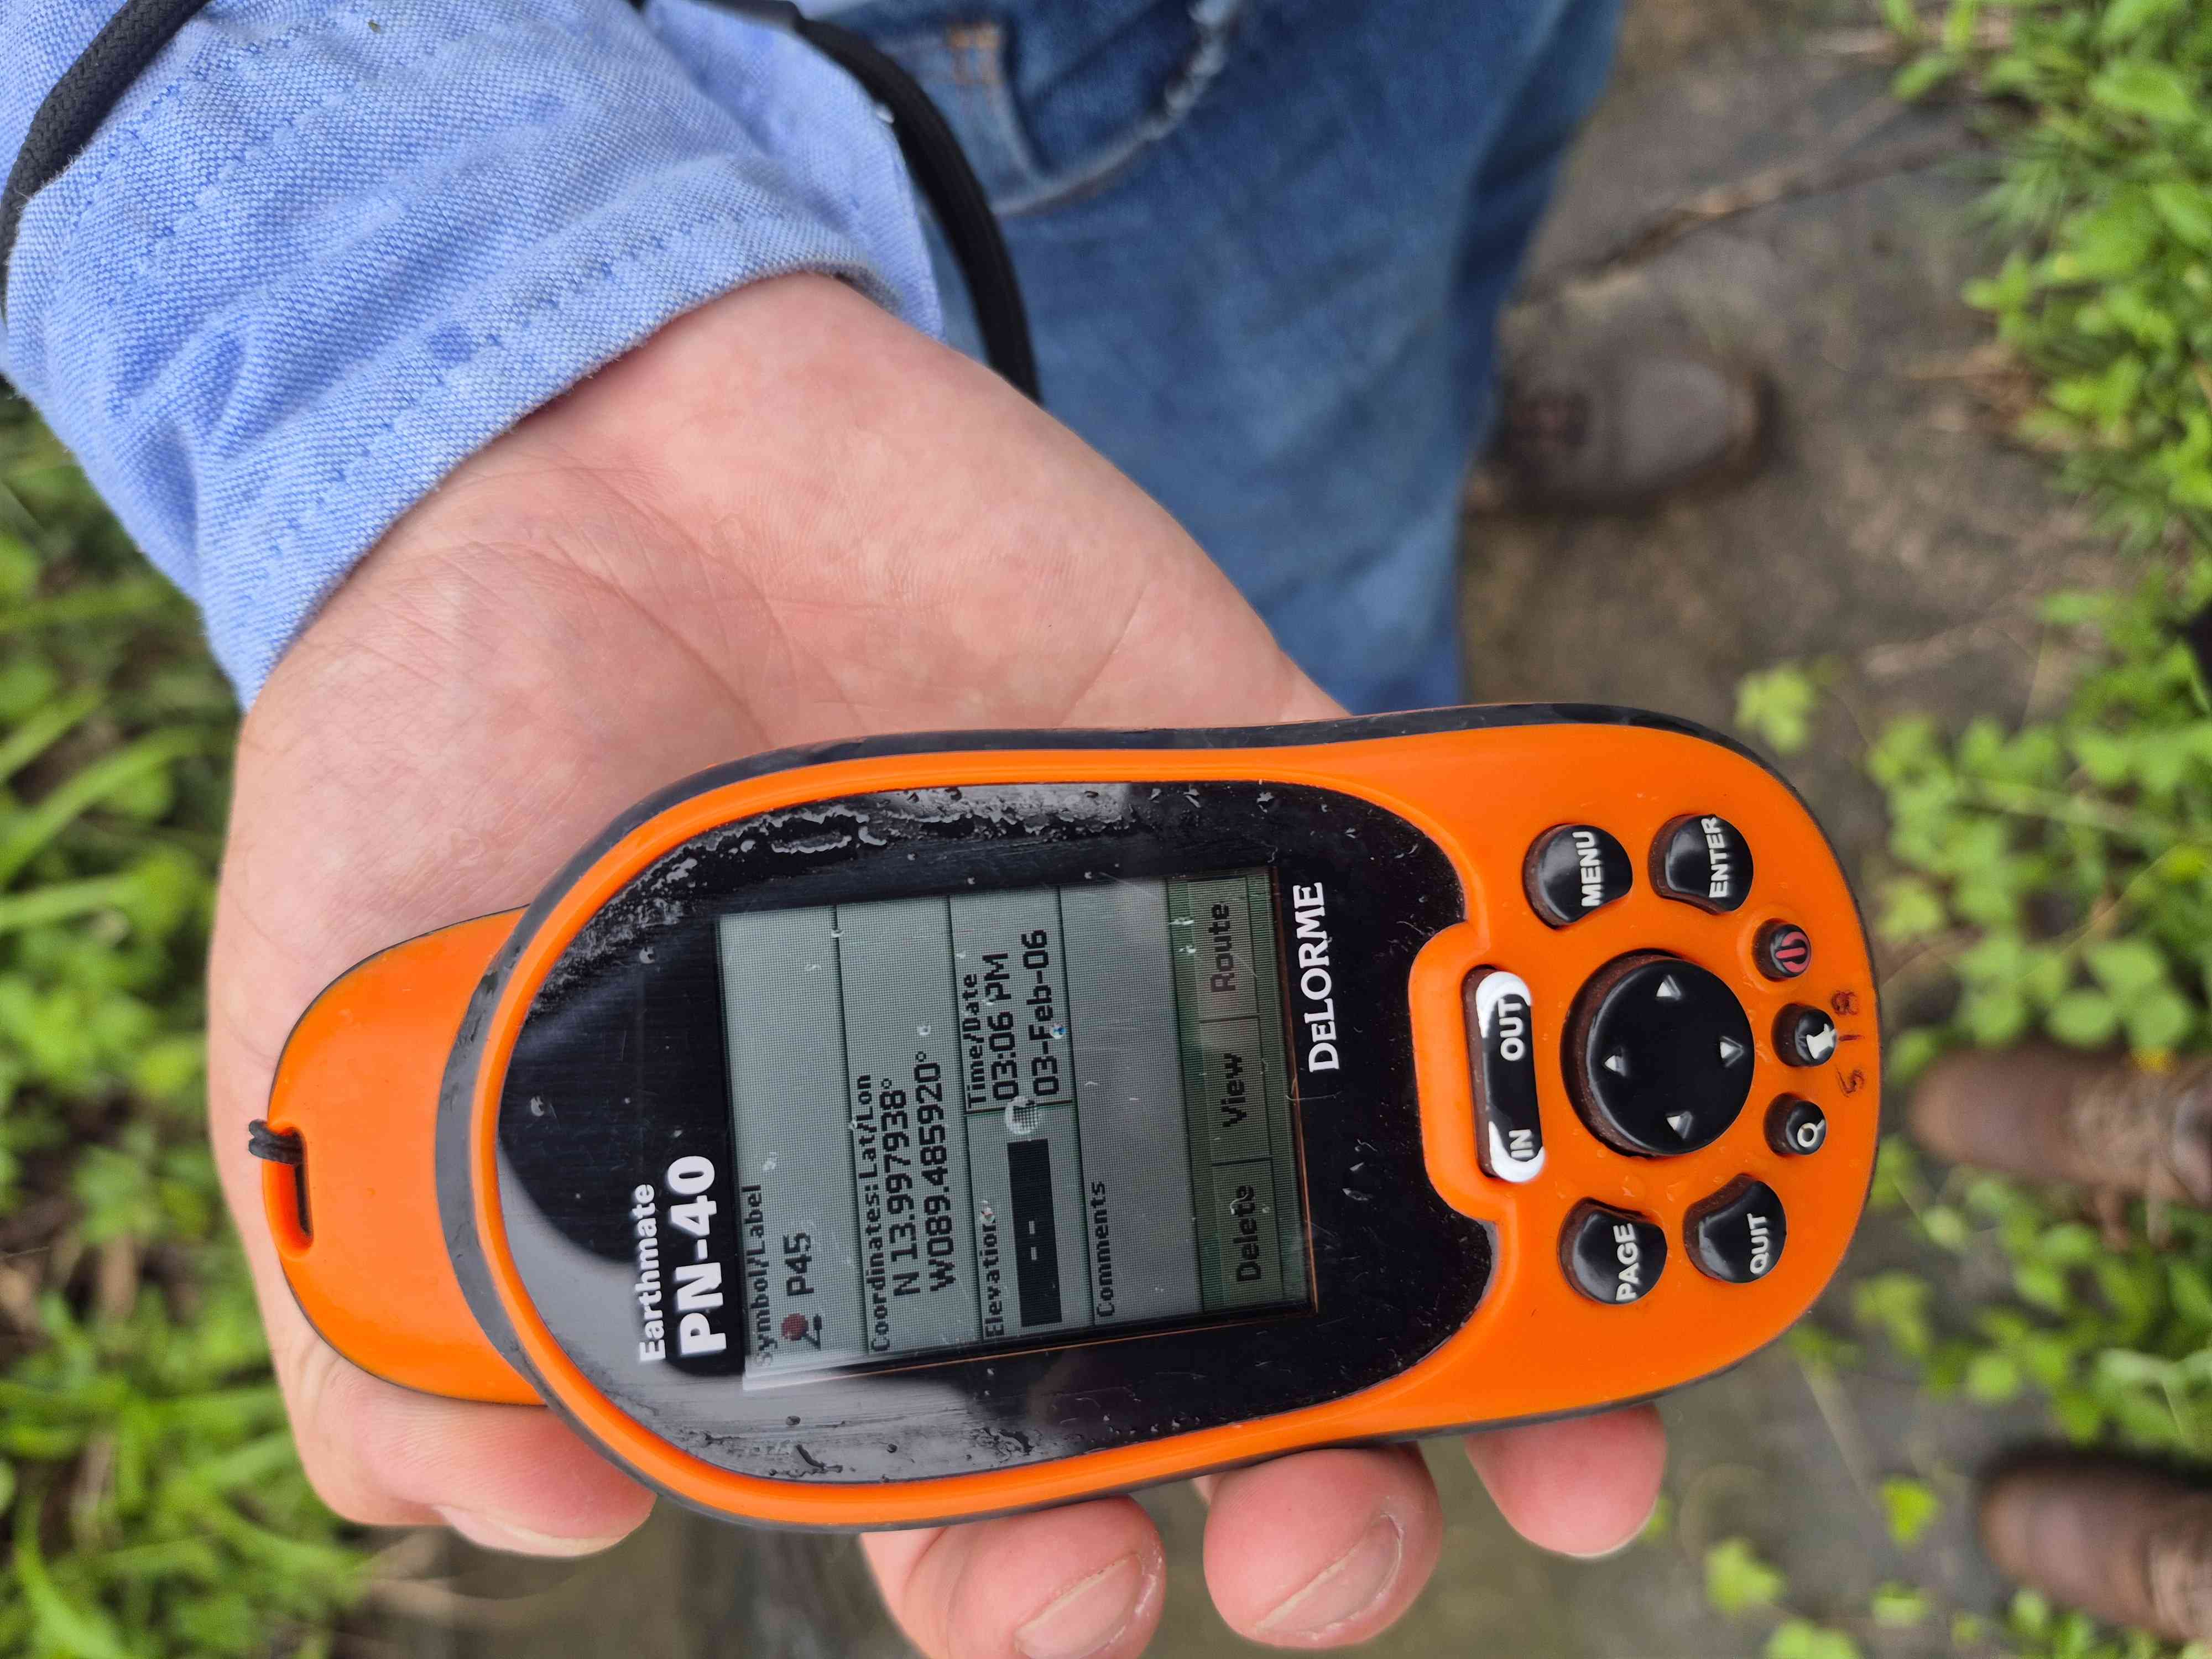 Earthmate
PN-40
Symbol/Label
P45
Coordinates:Lat/Lon
N 13.997938°
W089.485920°
Elevation
--
Time/Date
03:06 PM
03-Feb-06
Comments
Delete View Route
DELORME
IN OUT
MENU
PAGE
ENTER
QUIT
518